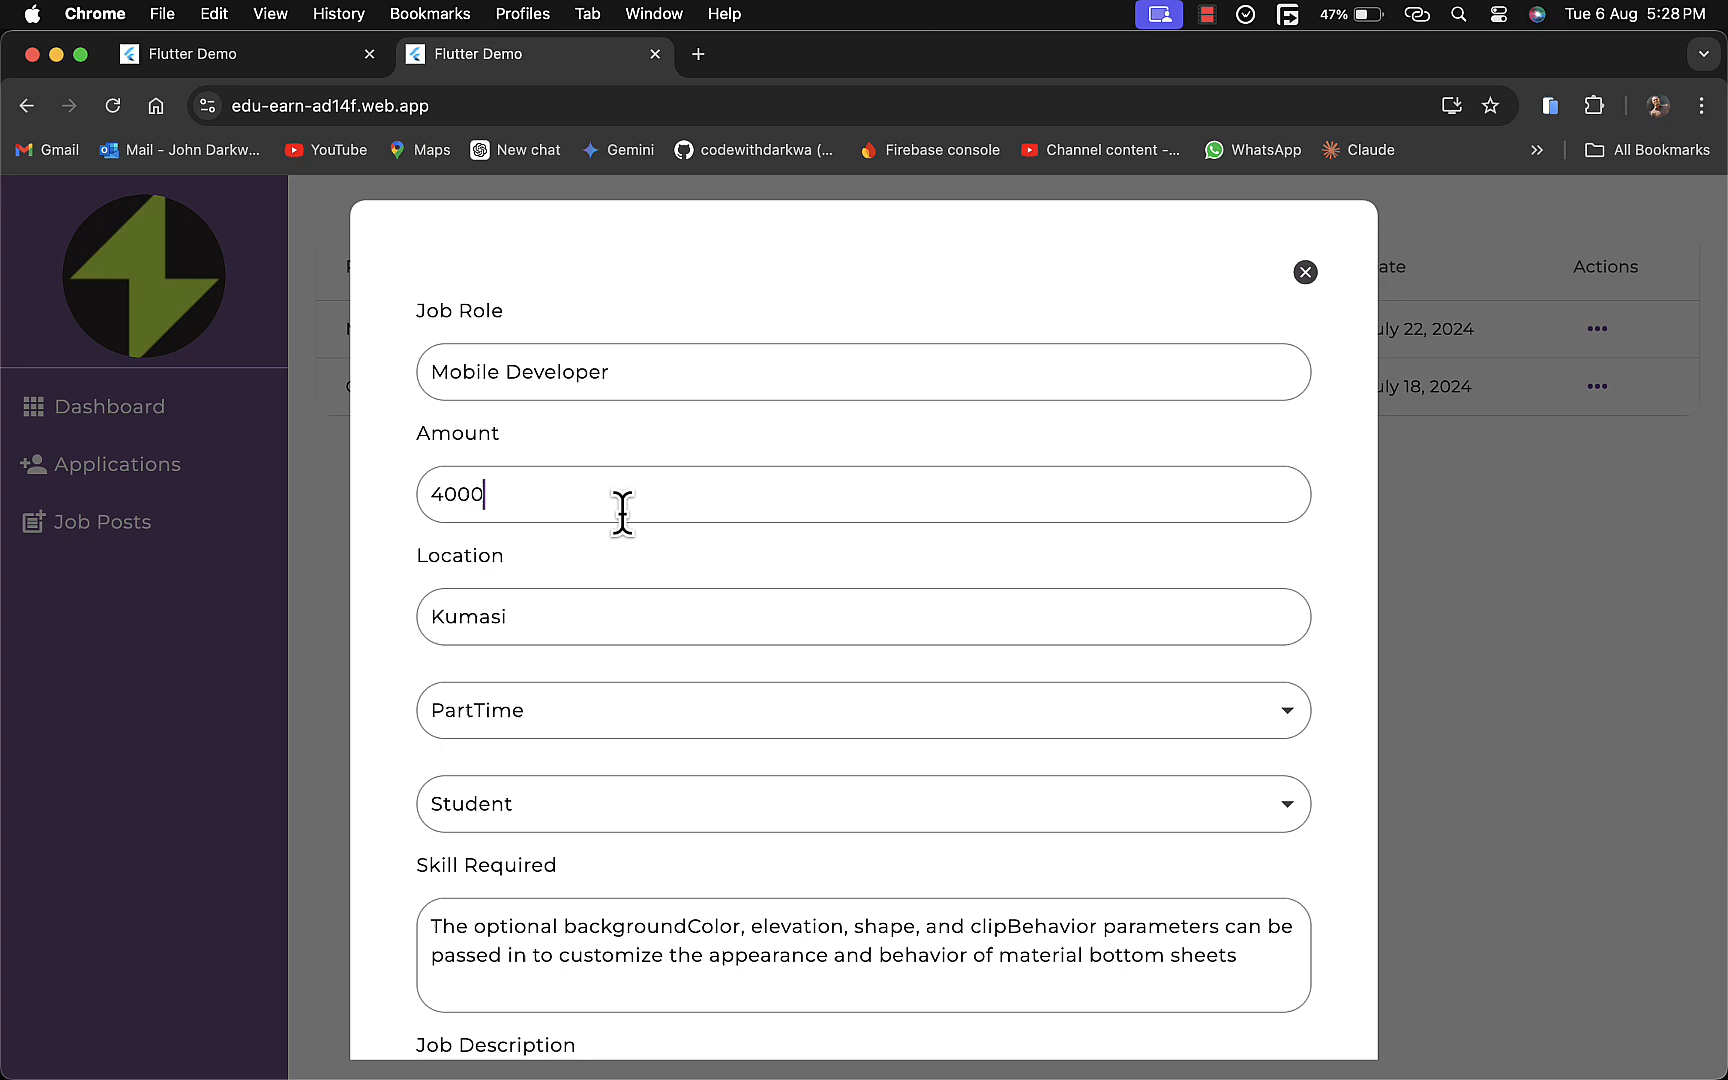 Chrome File Edit View History Bookmarks Profiles Tab Window Help 47% Tue 6 Aug 5:28 PM
Flutter Demo Flutter Demo
edu-earn-ad14f.web.app
Gmail Mail - John Darkw... YouTube Maps New chat Gemini codewithdarkwa (... Firebase console Channel content -... WhatsApp Claude All Bookmarks
ate Actions
Job Role
uly 22, 2024
Mobile Developer
uly 18, 2024
Dashboard
Amount
Applications
4000
Job Posts
Location
Kumasi
PartTime
Student
Skill Required
The optional backgroundColor, elevation, shape, and clipBehavior parameters can be
passed in to customize the appearance and behavior of material bottom sheets
Job Description